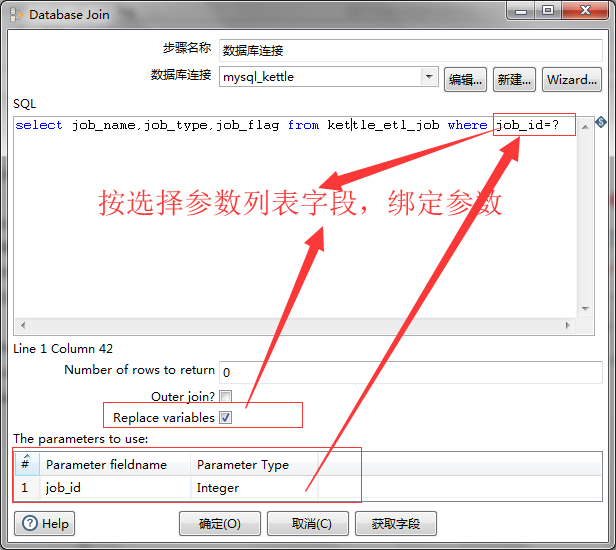 Database Join
步骤名称 数据库连接
数据库连接 mysql_kettle 编辑... 新建... Wizard...
SQL
select job_name,job_type,job_flag from kettle_etl_job where job_id=?
按选择参数列表字段，绑定参数
Line 1 Column 42
Number of rows to return 0
Outer join?
Replace variables
The parameters to use:
# Parameter fieldname Parameter Type
1 job_id Integer
Help 确定(O) 取消(C) 获取字段